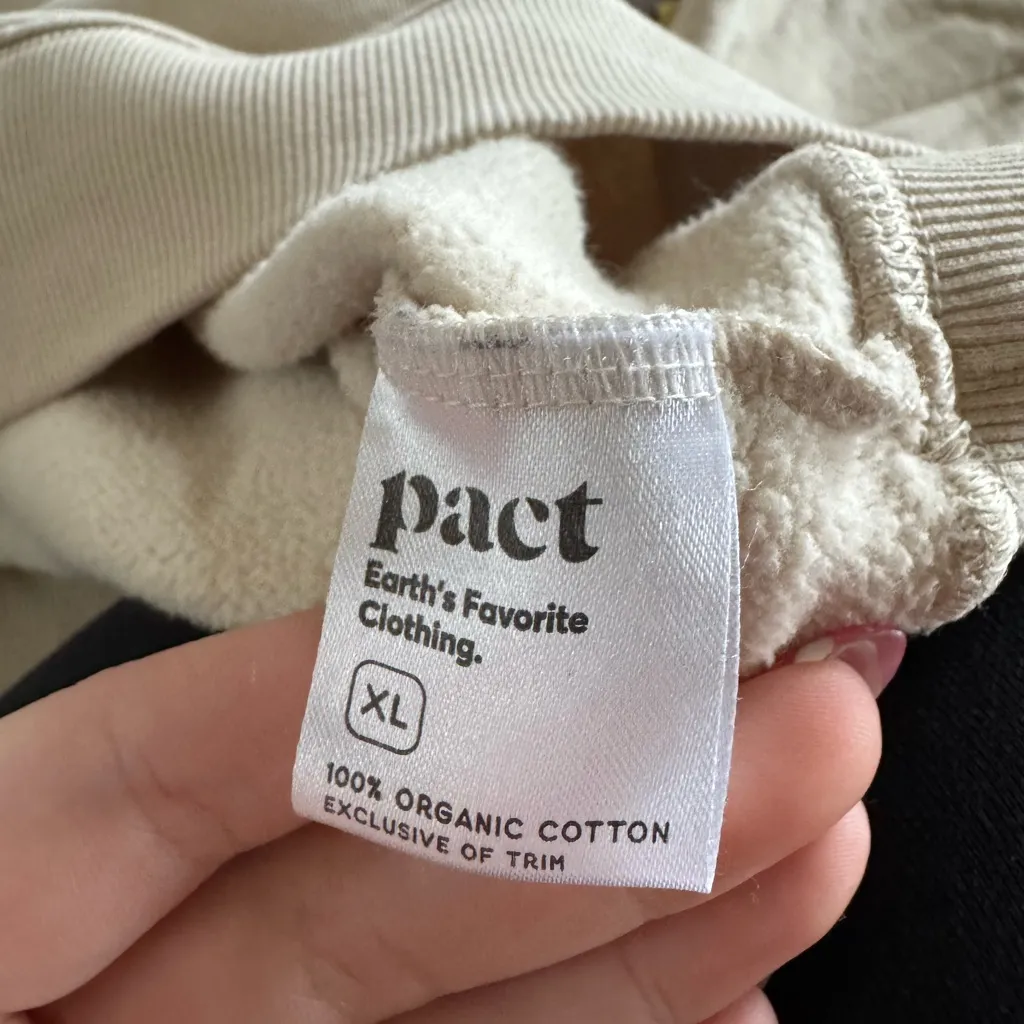 pact
Earth's Favorite
Clothing.
XL
100% ORGANIC COTTON
EXCLUSIVE OF TRIM